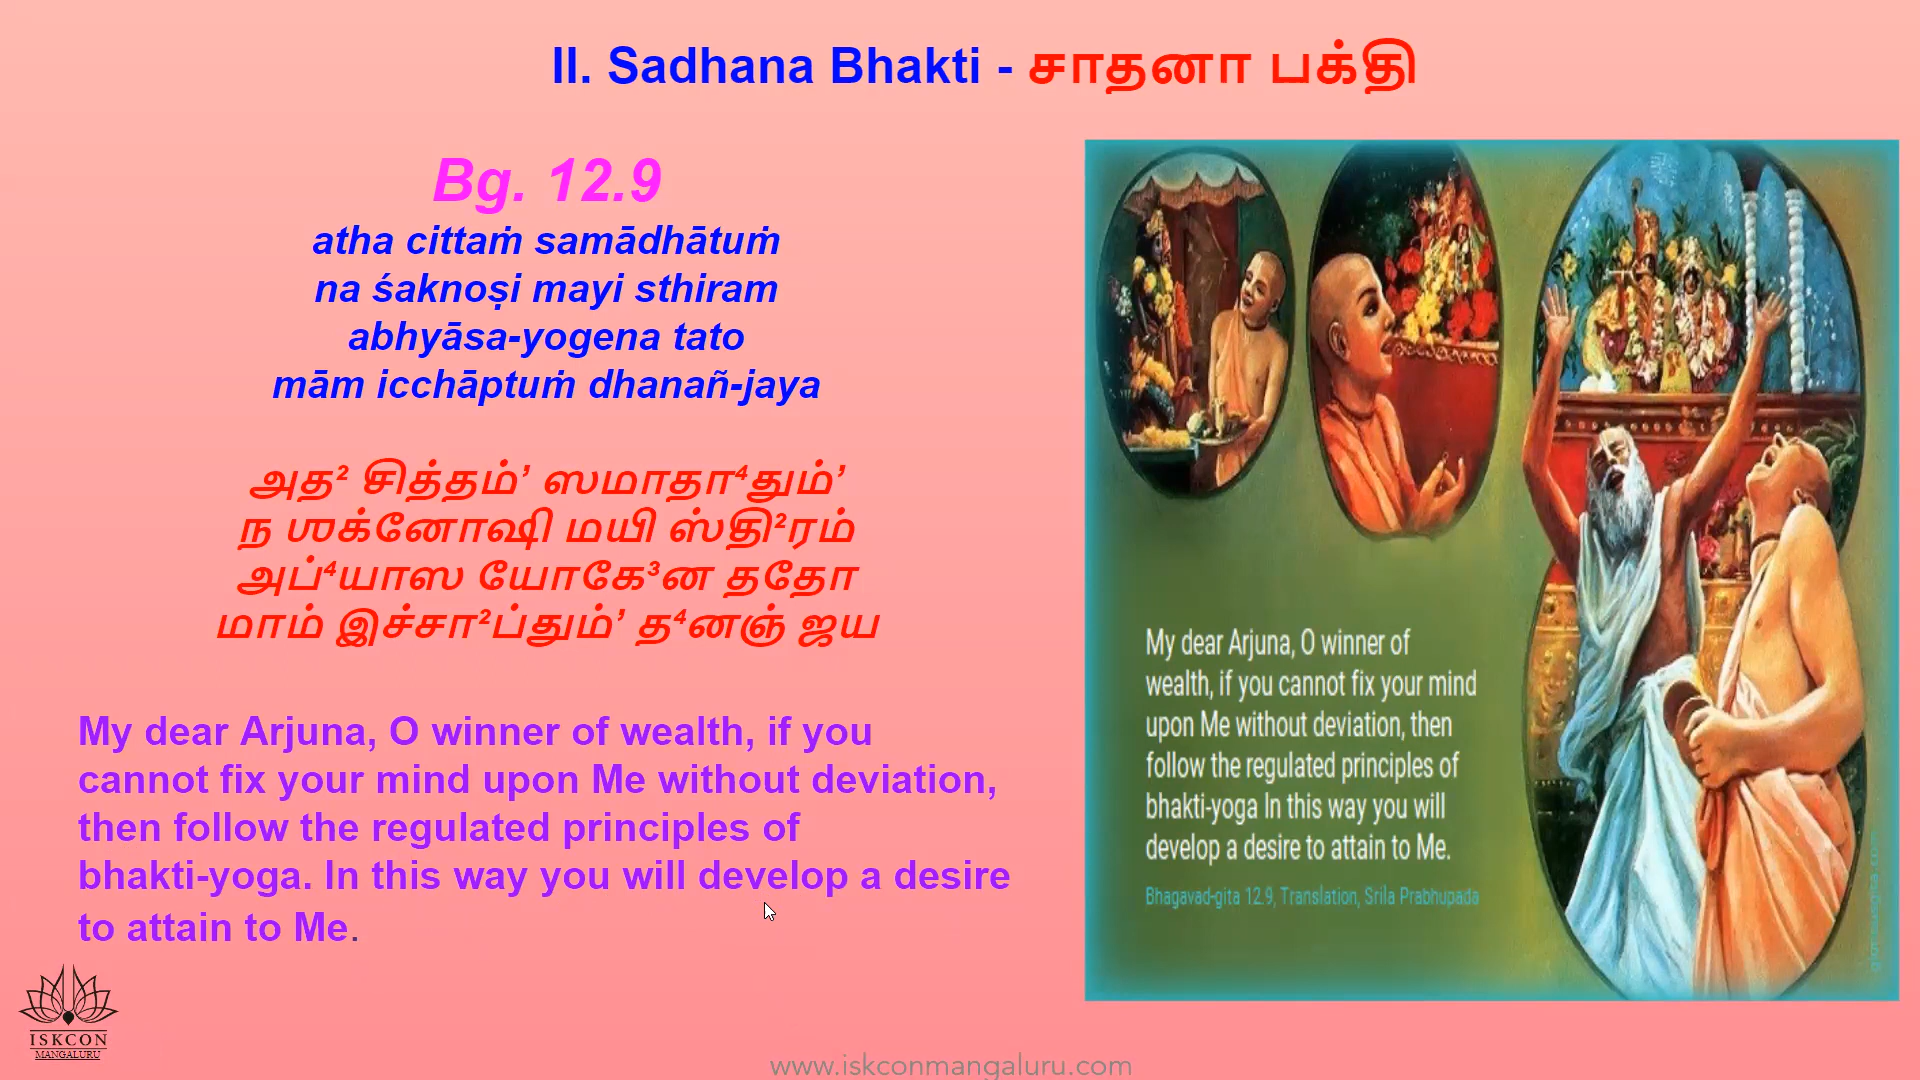 II. Sadhana Bhakti - சாதனா பக்தி
Bg. 12.9
atha cittaṁ samādhātuṁ
na śaknoṣi mayi sthiram
abhyāsa-yogena tato
mām icchāptuṁ dhanañ-jaya
அத² சித்தம்ʼ ஸமாதா⁴தும்ʼ
ந ஶக்னோஷி மயி ஸ்தி²ரம்
அப்⁴யாஸ யோகே³ன ததோ
மாம் இச்சா²ப்தும்ʼ த⁴னஞ் ஜய
My dear Arjuna, O winner of wealth, if you
cannot fix your mind upon Me without deviation,
then follow the regulated principles of
bhakti-yoga. In this way you will develop a desire
to attain to Me.
My dear Arjuna, O winner of
wealth, if you cannot fix your mind
upon Me without deviation, then
follow the regulated principles of
bhakti-yoga In this way you will
develop a desire to attain to Me.
Bhagavad-gita 12.9, Translation, Srila Prabhupada
ISKCON
MANGALURU
www.iskconmangaluru.com